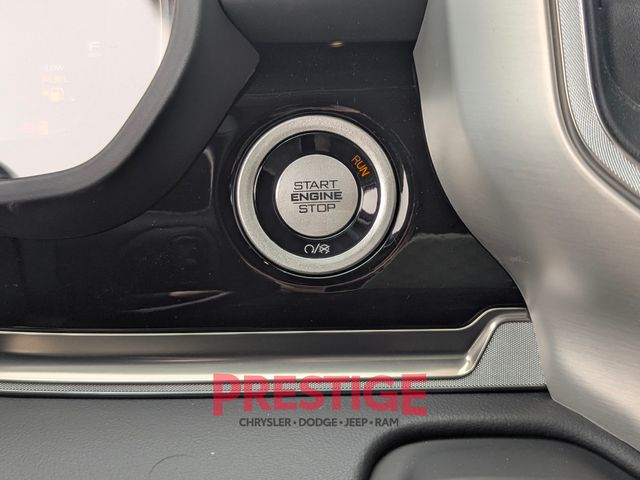 F
LOW
FUEL
RUN
START
ENGINE
STOP
PRESTIGE
CHRYSLER • DODGE • JEEP • RAM